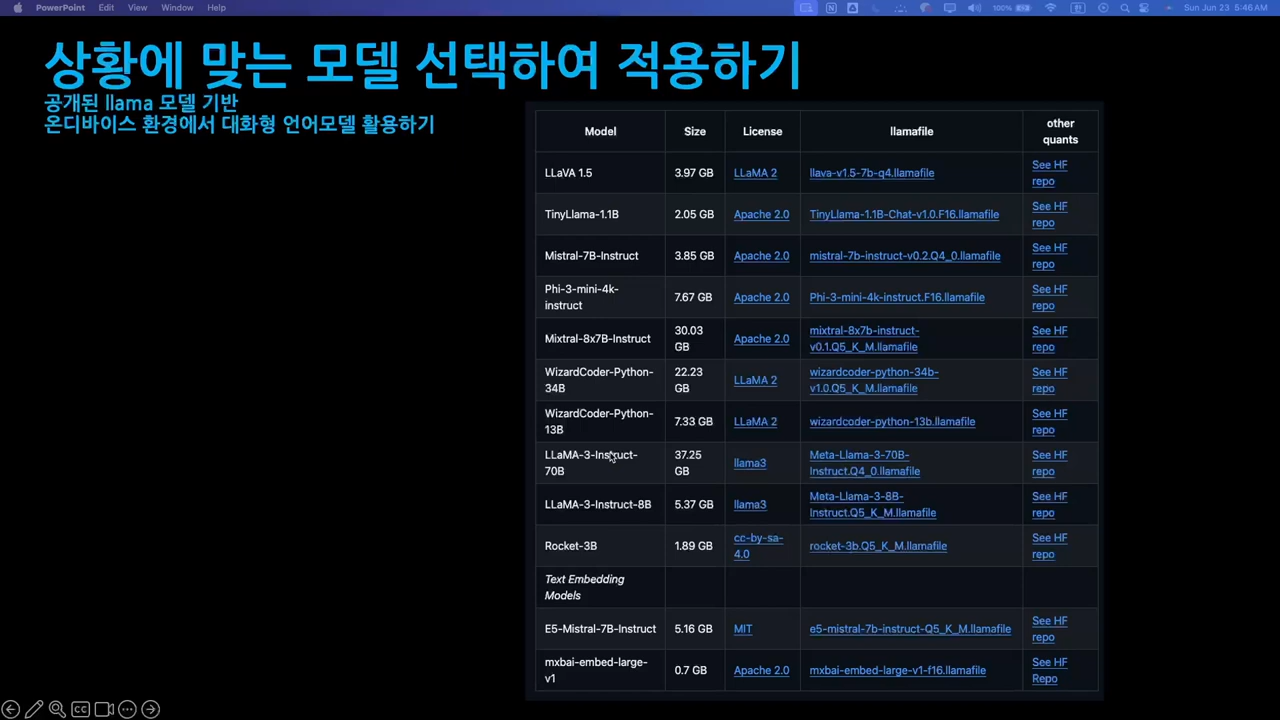 PowerPoint Edit View Window Help 100% Sun Jun 23 5:46 AM
상황에 맞는 모델 선택하여 적용하기
공개된 llama 모델 기반
온디바이스 환경에서 대화형 언어모델 활용하기
Model Size License llamafile other
quants
LLaVA 1.5 3.97 GB LLaMA 2 llava-v1.5-7b-q4.llamafile See HF
repo
TinyLlama-1.1B 2.05 GB Apache 2.0 TinyLlama-1.1B-Chat-v1.0.F16.llamafile See HF
repo
Mistral-7B-Instruct 3.85 GB Apache 2.0 mistral-7b-instruct-v0.2.Q4_0.llamafile See HF
repo
Phi-3-mini-4k- 7.67 GB Apache 2.0 Phi-3-mini-4k-instruct.F16.llamafile See HF
instruct repo
Mixtral-8x7B-Instruct 30.03 Apache 2.0 mixtral-8x7b-instruct- See HF
GB v0.1.Q5_K_M.llamafile repo
WizardCoder-Python- 22.23 LLaMA 2 wizardcoder-python-34b- See HF
34B GB v1.0.Q5_K_M.llamafile repo
WizardCoder-Python- 7.33 GB LLaMA 2 wizardcoder-python-13b.llamafile See HF
13B repo
LLaMA-3-Instruct- 37.25 llama3 Meta-Llama-3-70B- See HF
70B GB Instruct.Q4_0.llamafile repo
LLaMA-3-Instruct-8B 5.37 GB llama3 Meta-Llama-3-8B- See HF
Instruct.Q5_K_M.llamafile repo
Rocket-3B 1.89 GB cc-by-sa- rocket-3b.Q5_K_M.llamafile See HF
4.0 repo
Text Embedding
Models
E5-Mistral-7B-Instruct 5.16 GB MIT e5-mistral-7b-instruct-Q5_K_M.llamafile See HF
repo
mxbai-embed-large- 0.7 GB Apache 2.0 mxbai-embed-large-v1-f16.llamafile See HF
v1 Repo
CC